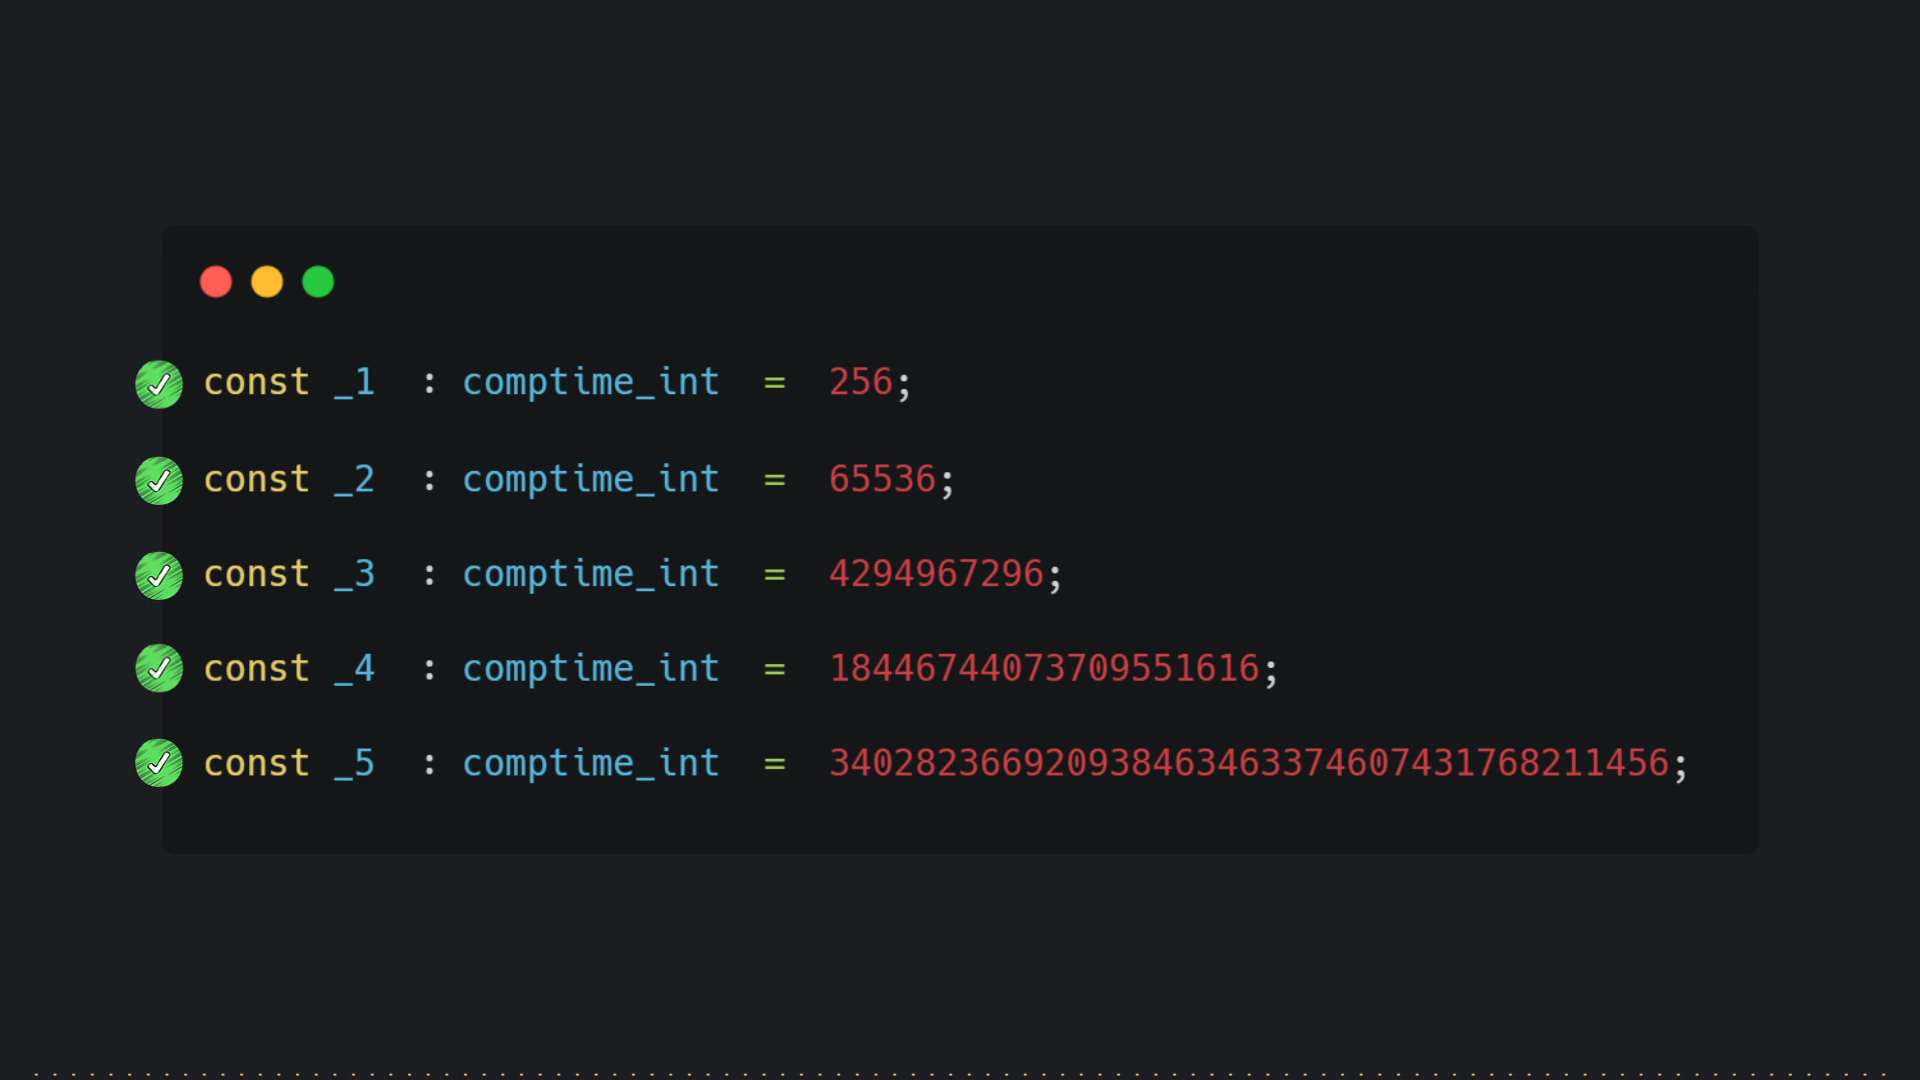 const _1 : comptime_int = 256;
const _2 : comptime_int = 65536;
const _3 : comptime_int = 4294967296;
const _4 : comptime_int = 18446744073709551616;
const _5 : comptime_int = 340282366920938463463374607431768211456;